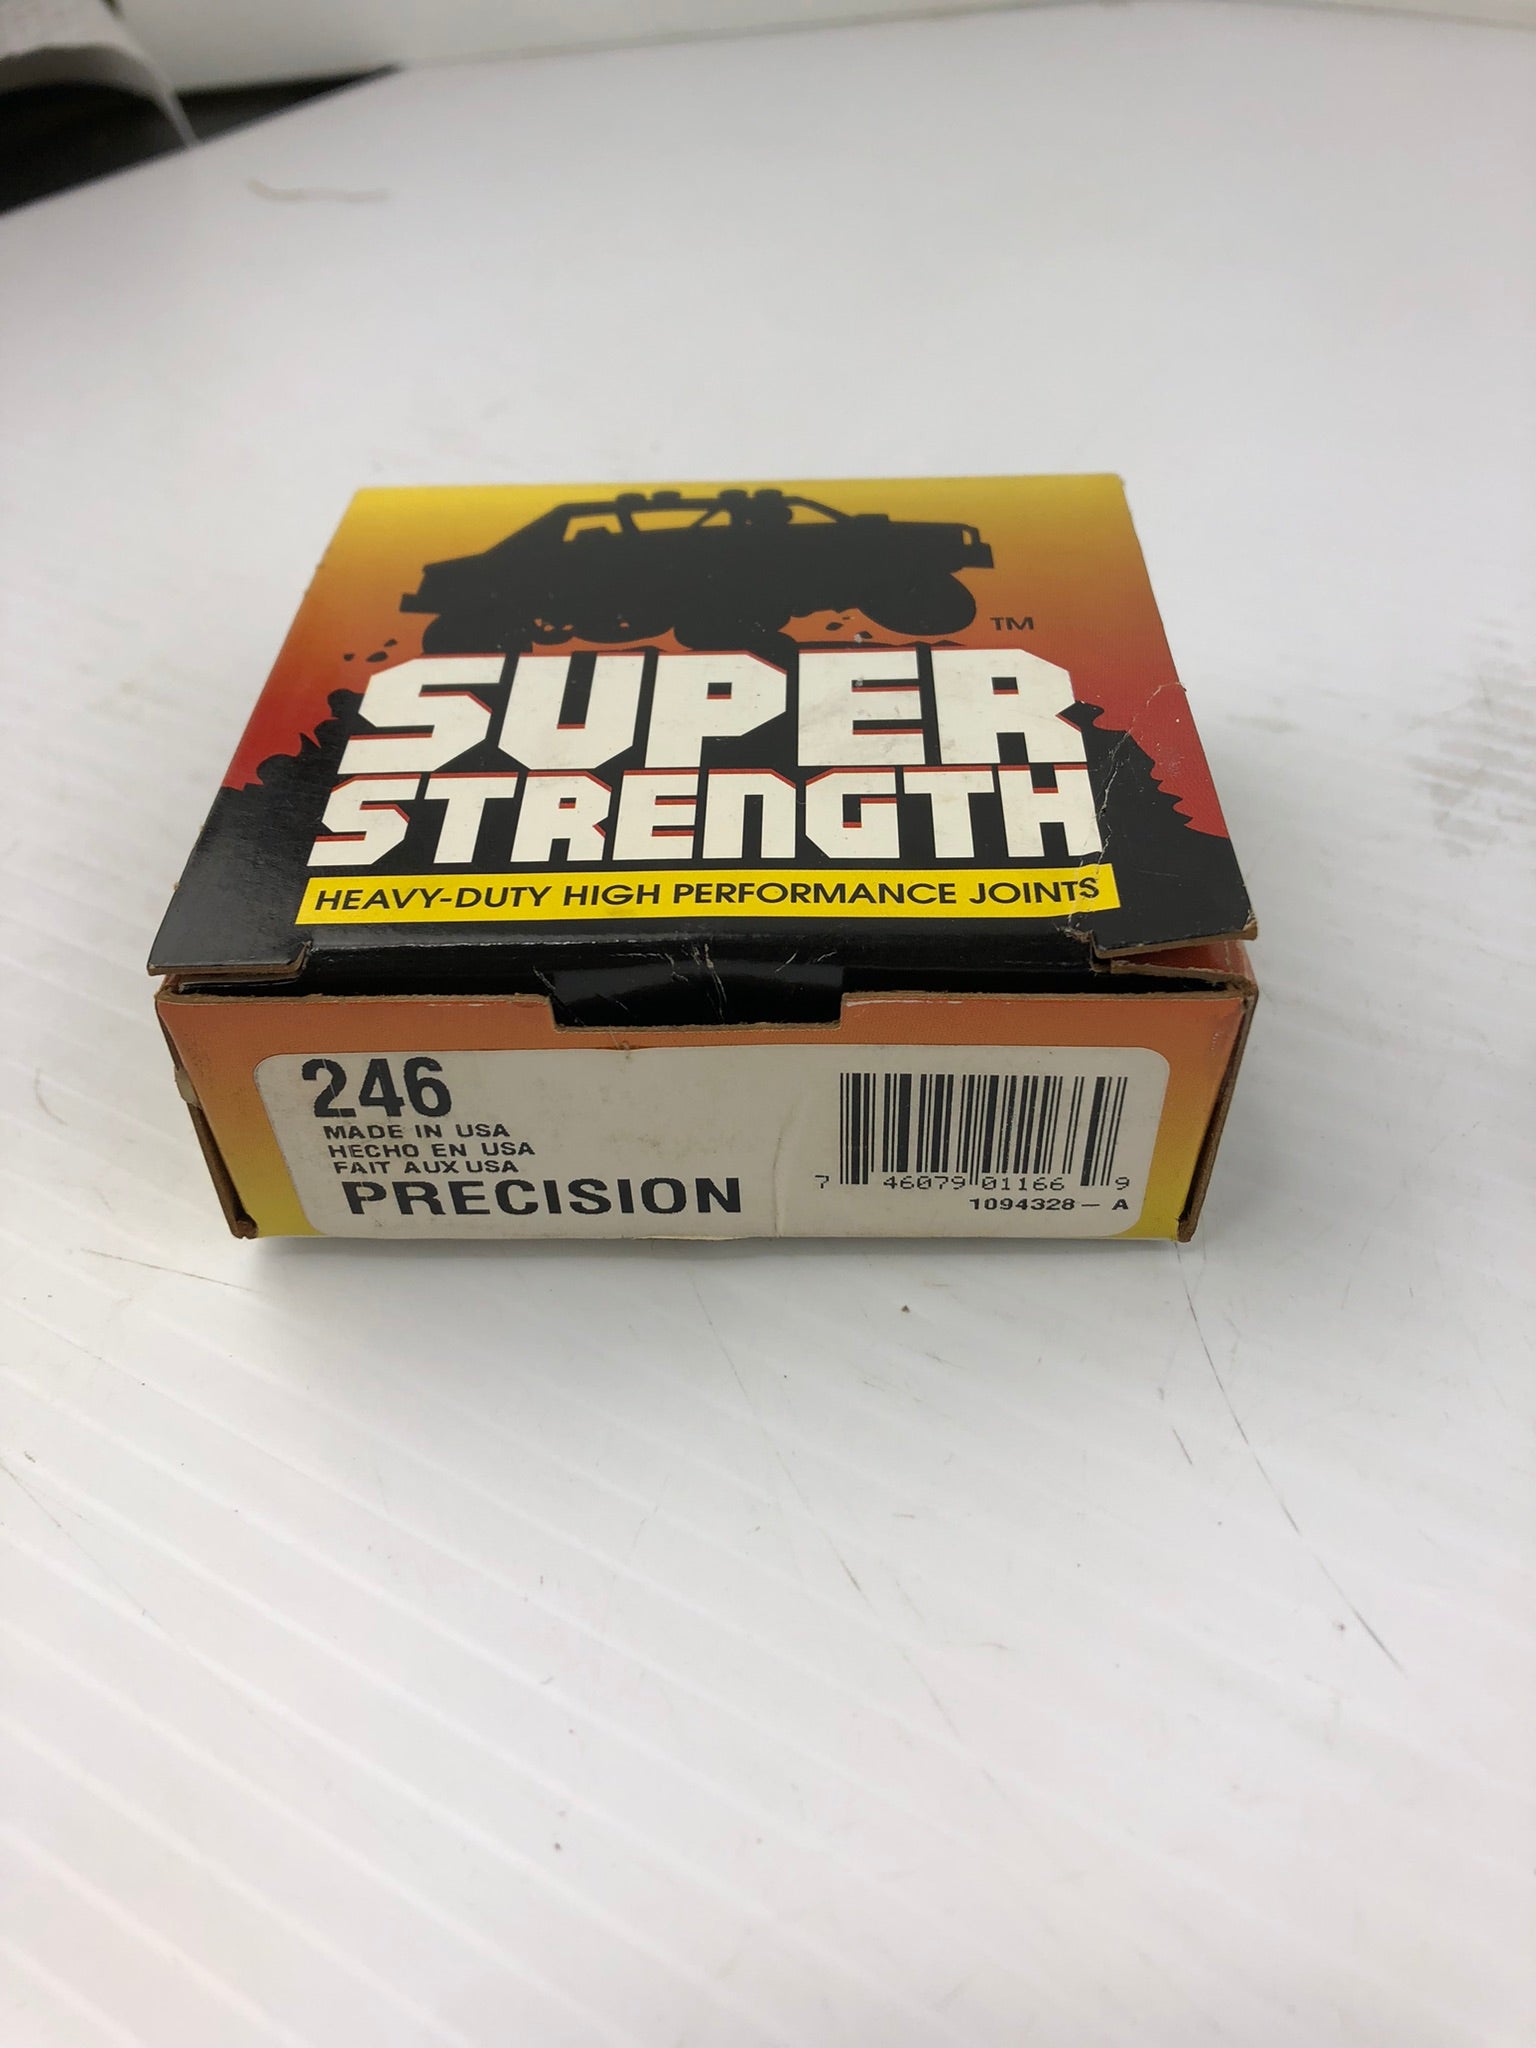 TM
SUPER
STRENGTH
HEAVY-DUTY HIGH PERFORMANCE JOINTS
246
MADE IN USA
HECHO EN USA
FAIT AUX USA
PRECISION
7 46079 01166 9
1094328-A